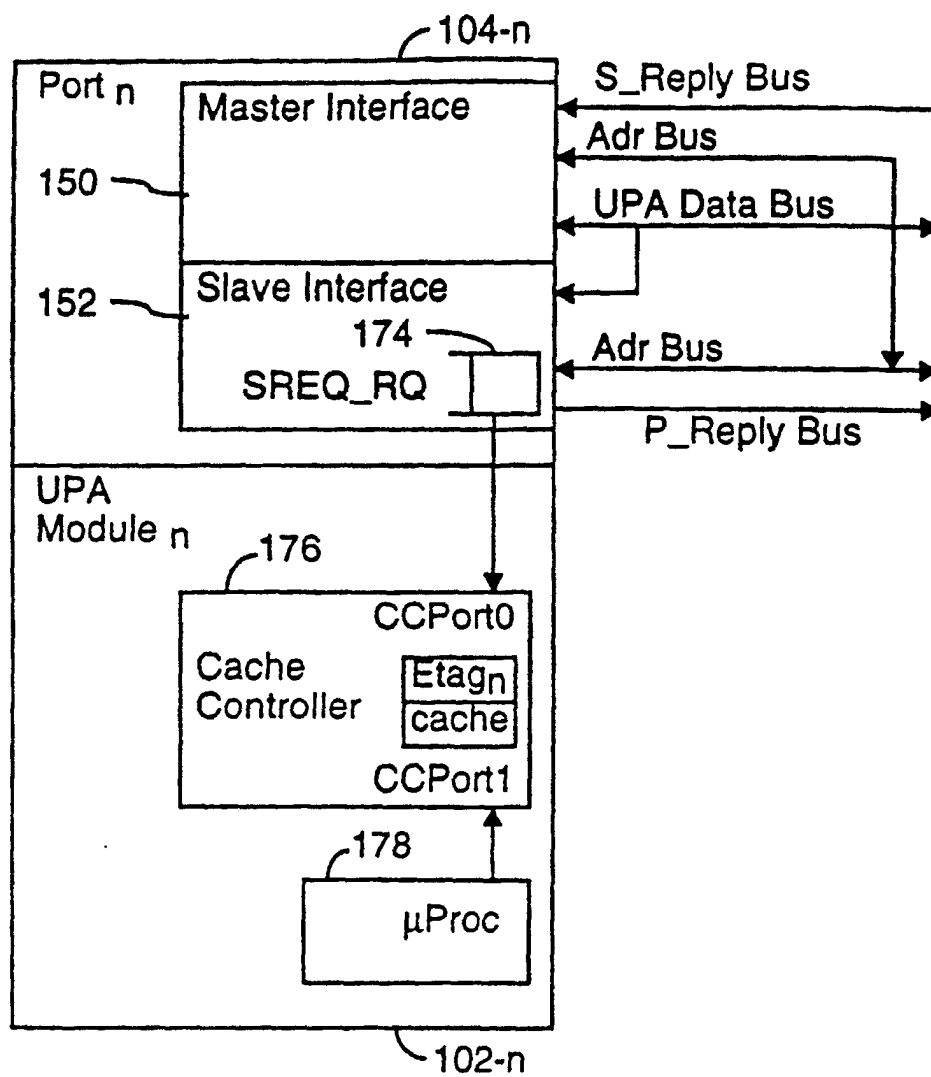 104-n
Port n
S_Reply Bus
Master Interface
Adr Bus
150
UPA Data Bus
Slave Interface
152
174
Adr Bus
SREQ_RQ
P_Reply Bus
UPA
Module n
176
CCPort0
Cache
Controller
Etagn
cache
CCPort1
178
μProc
102-n